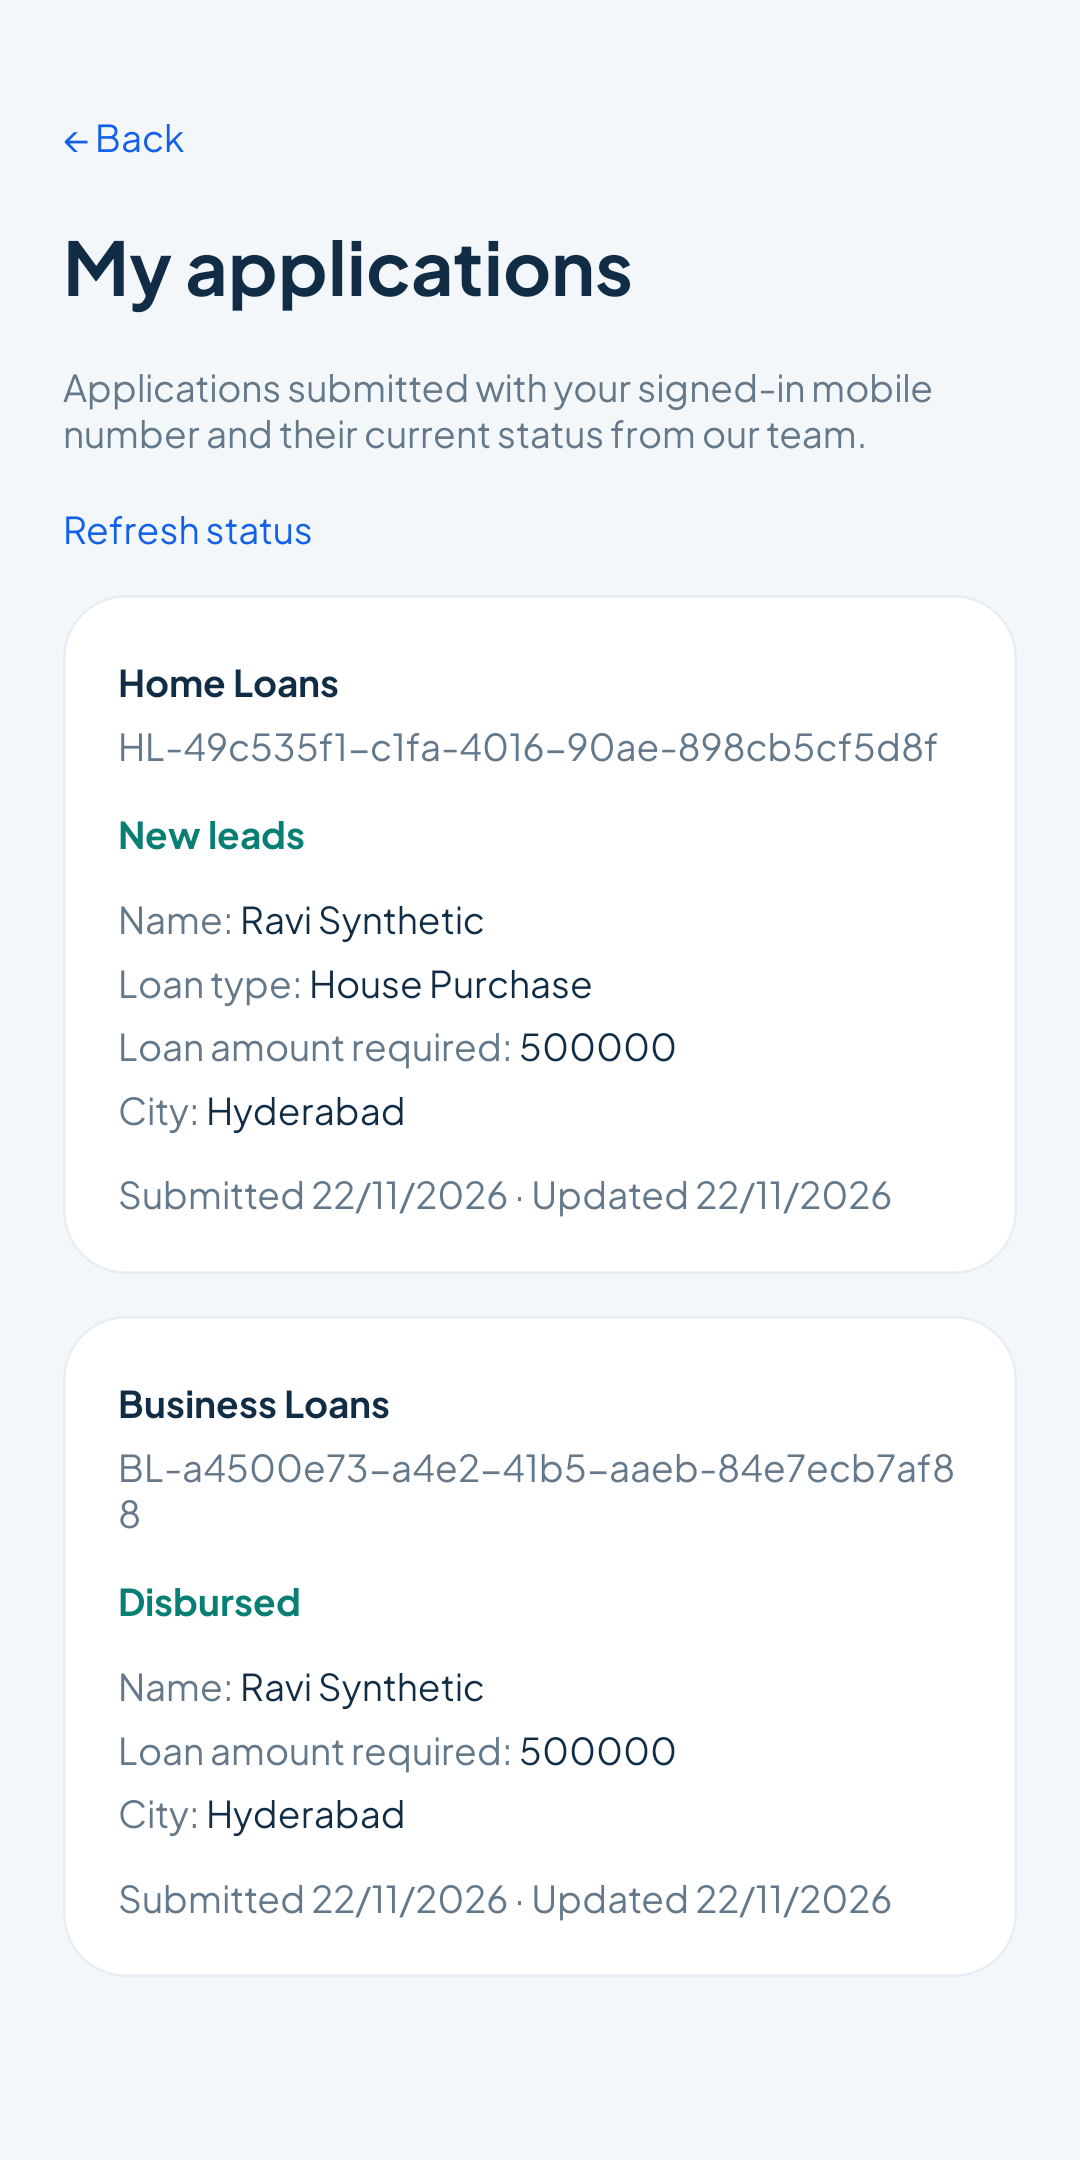 ← Back
My applications
Applications submitted with your signed-in mobile
number and their current status from our team.
Refresh status
Home Loans
HL-49c535f1-c1fa-4016-90ae-898cb5cf5d8f
New leads
Name: Ravi Synthetic
Loan type: House Purchase
Loan amount required: 500000
City: Hyderabad
Submitted 22/11/2026 · Updated 22/11/2026
Business Loans
BL-a4500e73-a4e2-41b5-aaeb-84e7ecb7af8
8
Disbursed
Name: Ravi Synthetic
Loan amount required: 500000
City: Hyderabad
Submitted 22/11/2026 · Updated 22/11/2026